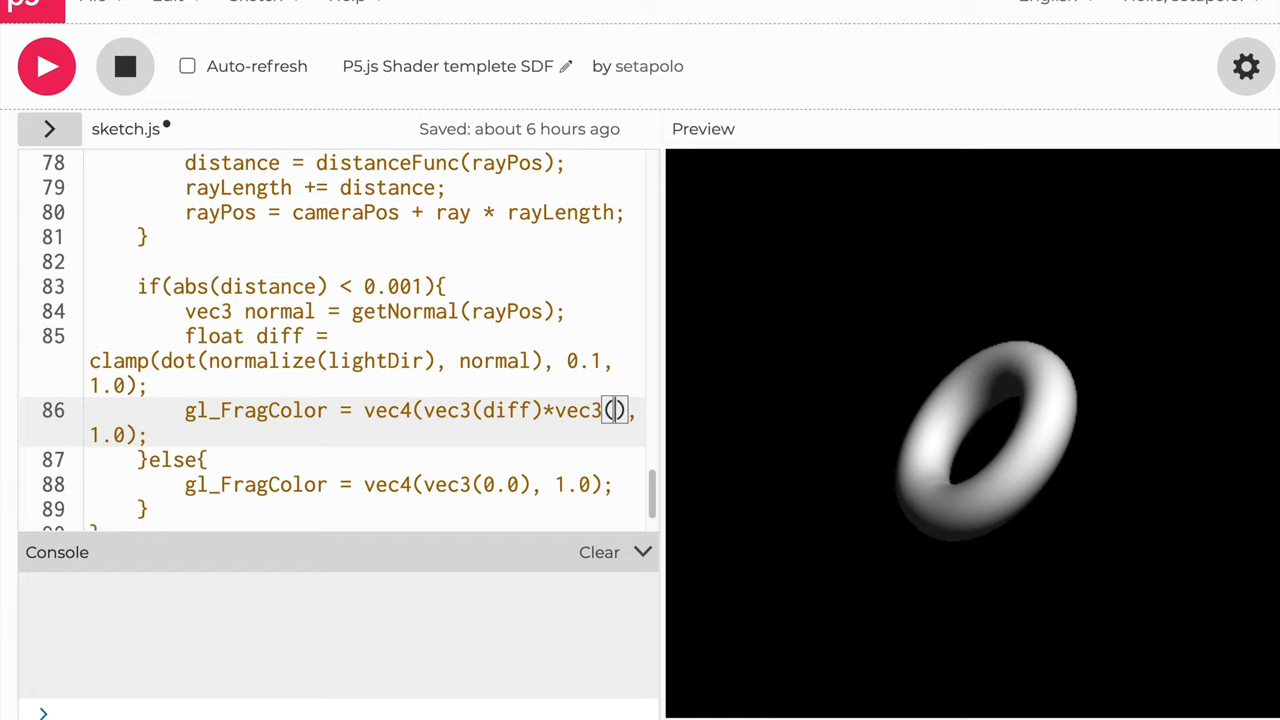 Auto-refresh
P5.js Shader templete SDF
by setapolo
sketch.js
Saved: about 6 hours ago
Preview
78 distance = distanceFunc(rayPos);
79 rayLength += distance;
80 rayPos = cameraPos + ray * rayLength;
81 }
82
83 if(abs(distance) < 0.001){
84 vec3 normal = getNormal(rayPos);
85 float diff =
clamp(dot(normalize(lightDir), normal), 0.1,
1.0);
86 gl_FragColor = vec4(vec3(diff)*vec3(),
1.0);
87 }else{
88 gl_FragColor = vec4(vec3(0.0), 1.0);
89 }
Console
Clear